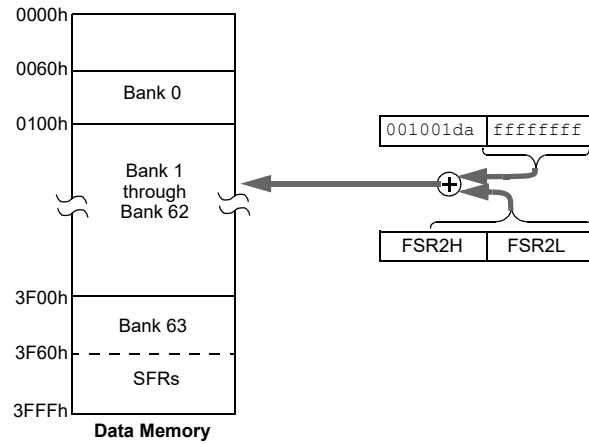 0000h
0060h
Bank 0
0100h
001001da ffffffff
Bank 1
through
Bank 62
FSR2H FSR2L
3F00h
Bank 63
3F60h
SFRs
3FFFh
Data Memory